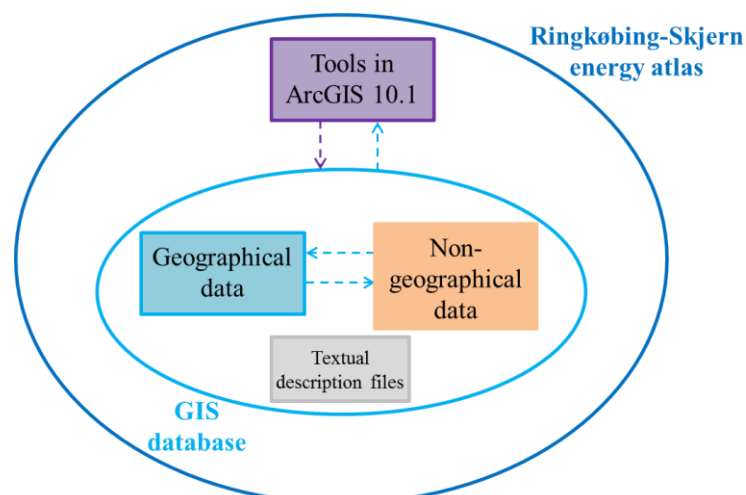 Ringkøbing-Skjern
energy atlas
Tools in
ArcGIS 10.1
Geographical
data
Non-
geographical
data
Textual
description files
GIS
database